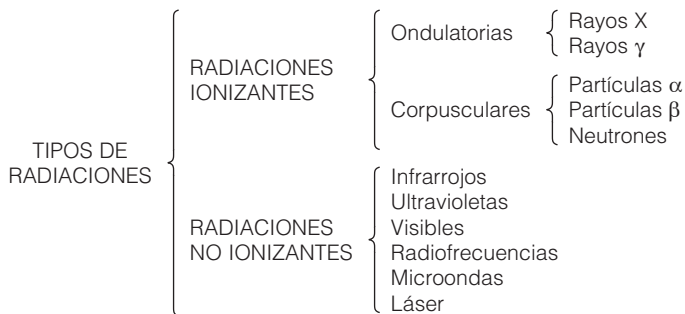 TIPOS DE
RADIACIONES
RADIACIONES
IONIZANTES
Ondulatorias
Rayos X
Rayos γ
Corpusculares
Partículas α
Partículas β
Neutrones
RADIACIONES
NO IONIZANTES
Infrarrojos
Ultravioletas
Visibles
Radiofrecuencias
Microondas
Láser